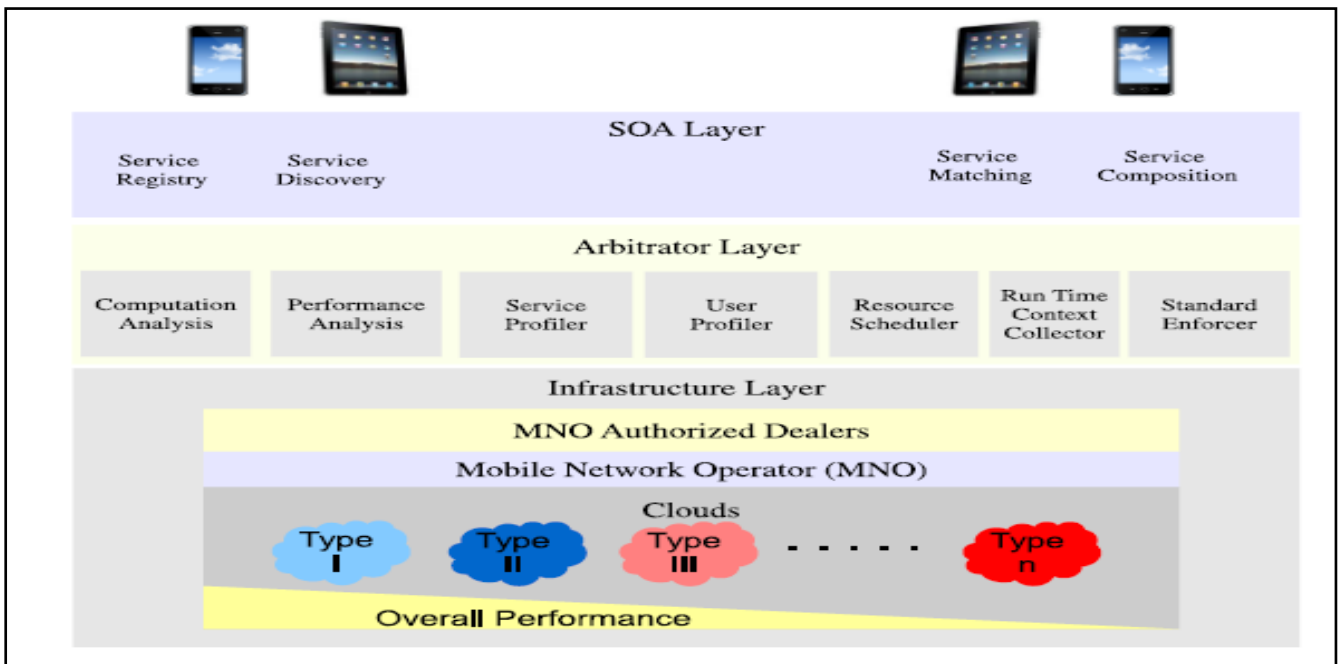 SOA Layer
Service
Registry
Service
Discovery
Service
Matching
Service
Composition
Arbitrator Layer
Computation
Analysis
Performance
Analysis
Service
Profiler
User
Profiler
Resource
Scheduler
Run Time
Context
Collector
Standard
Enforcer
Infrastructure Layer
MNO Authorized Dealers
Mobile Network Operator (MNO)
Clouds
Type
I
Type
II
Type
III
- - - - -
Type
n
Overall Performance